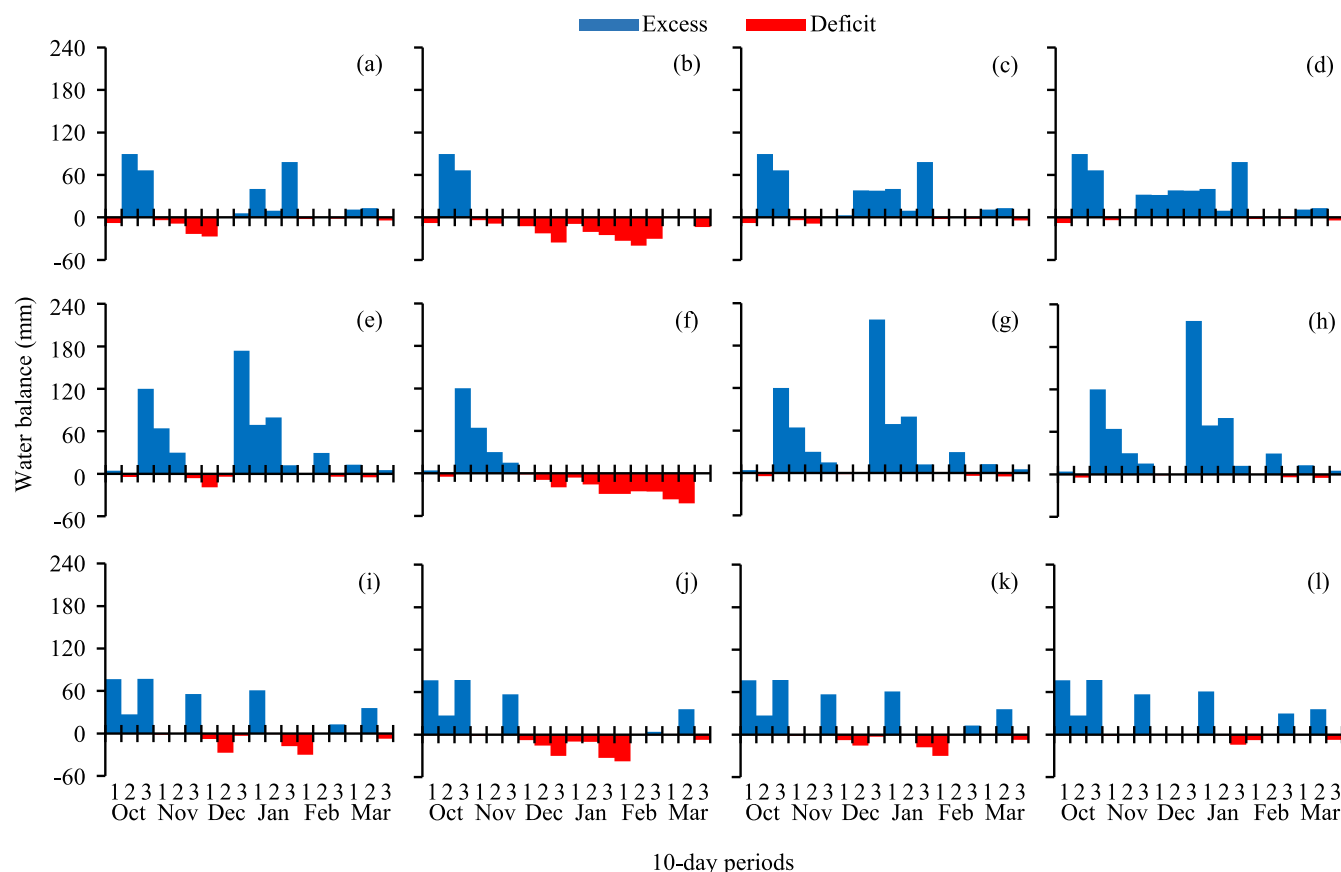 Excess Deficit
240 (a) (b) (c) (d)
180
120
60
0
-60
Water balance (mm)
240 (e) (f) (g) (h)
180
120
60
0
-60
240 (i) (j) (k) (l)
180
120
60
0
-60
1 2 3 1 2 3 1 2 3 1 2 3 1 2 3 1 2 3 1 2 3 1 2 3 1 2 3 1 2 3 1 2 3 1 2 3 1 2 3 1 2 3 1 2 3 1 2 3 1 2 3 1 2 3 1 2 3 1 2 3 1 2 3 1 2 3 1 2 3 1 2 3
Oct Nov Dec Jan Feb Mar Oct Nov Dec Jan Feb Mar Oct Nov Dec Jan Feb Mar Oct Nov Dec Jan Feb Mar
10-day periods